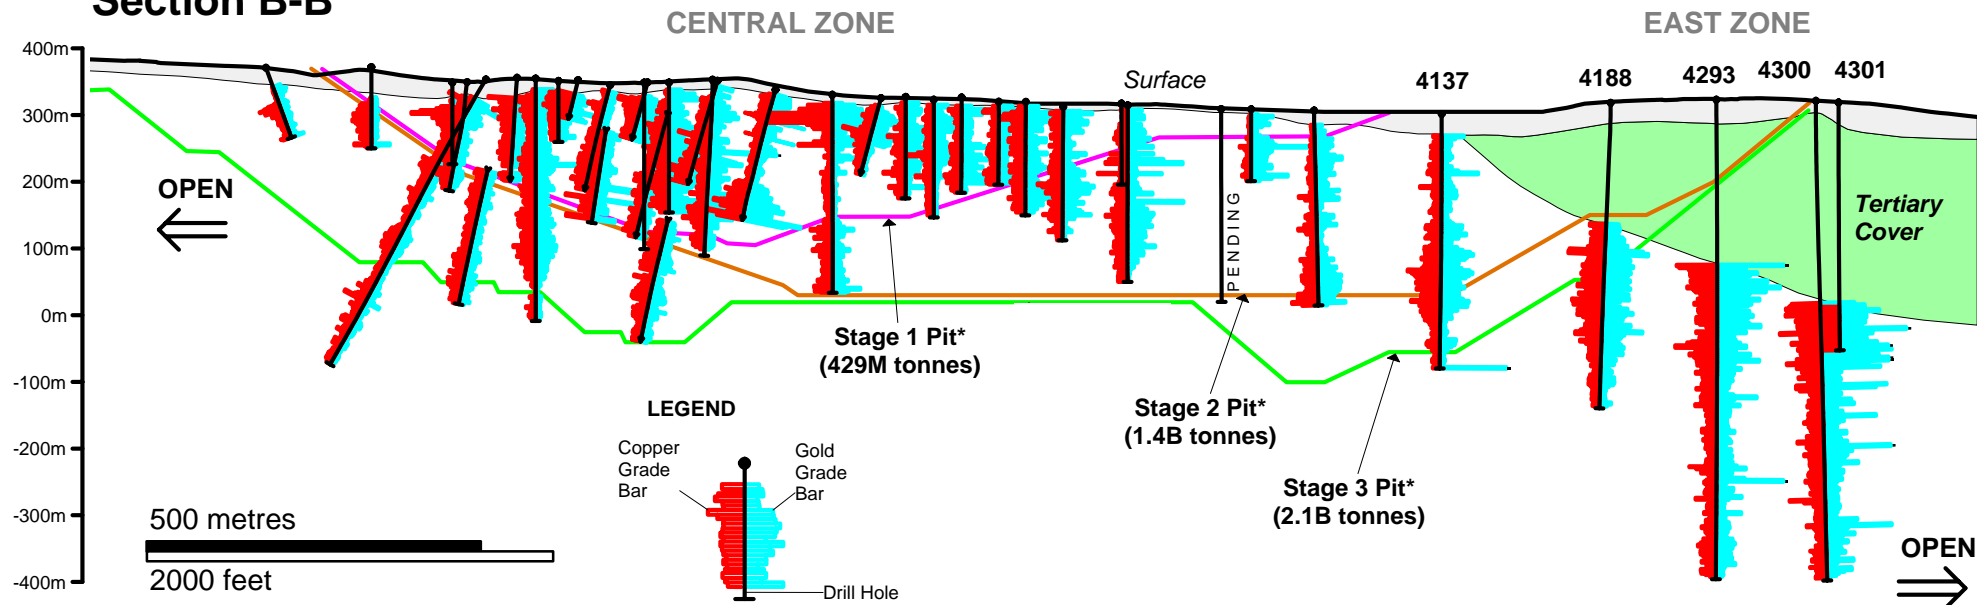 Section B-B
CENTRAL ZONE
EAST ZONE
400m
300m
200m
100m
0m
-100m
-200m
-300m
-400m
Surface
4137
4188
4293
4300
4301
OPEN
PENDING
Tertiary
Cover
Stage 1 Pit*
(429M tonnes)
Stage 2 Pit*
(1.4B tonnes)
Stage 3 Pit*
(2.1B tonnes)
LEGEND
Copper
Grade
Bar
Gold
Grade
Bar
Drill Hole
500 metres
2000 feet
OPEN